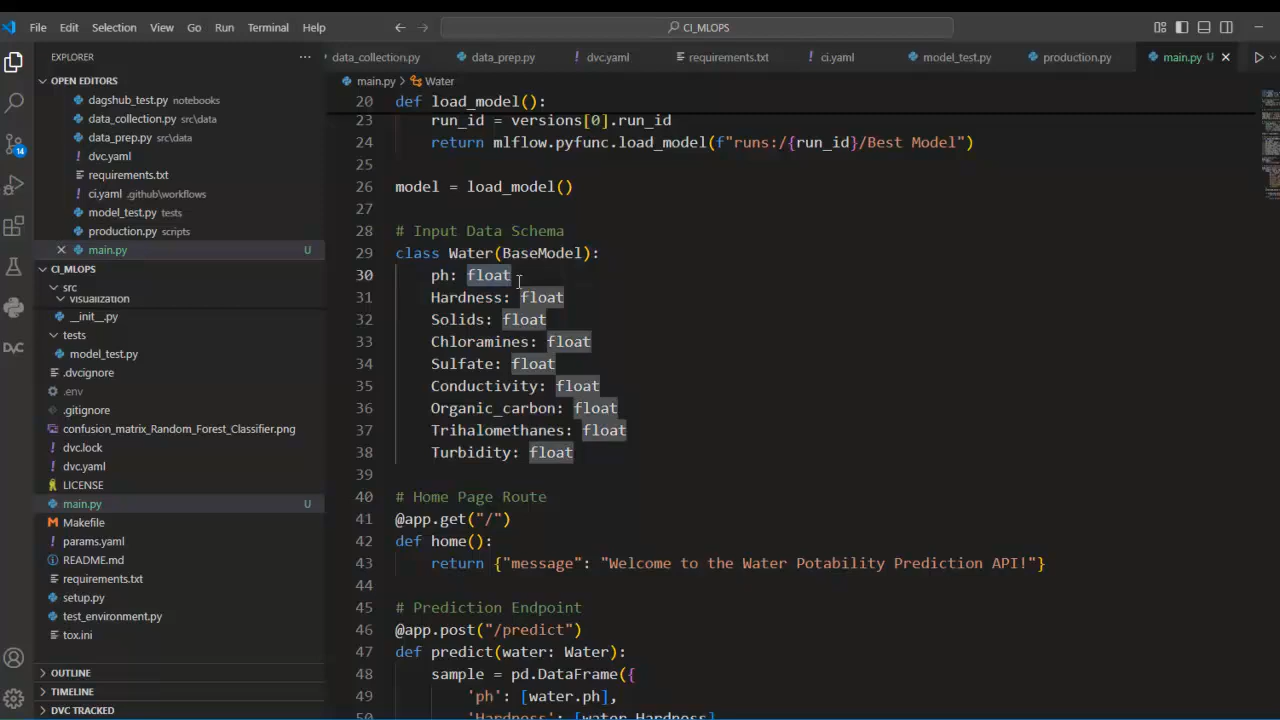 File Edit Selection View Go Run Terminal Help
CI_MLOPS
EXPLORER
OPEN EDITORS
dagshub_test.py notebooks
data_collection.py src\data
data_prep.py src\data
dvc.yaml
requirements.txt
ci.yaml .github\workflows
model_test.py tests
production.py scripts
main.py U
CI_MLOPS
src
visualization
__init__.py
tests
model_test.py
.dvcignore
.env
.gitignore
confusion_matrix_Random_Forest_Classifier.png
dvc.lock
dvc.yaml
LICENSE
main.py U
Makefile
params.yaml
README.md
requirements.txt
setup.py
test_environment.py
tox.ini
OUTLINE
TIMELINE
DVC TRACKED
14
DVC
data_collection.py data_prep.py dvc.yaml requirements.txt ci.yaml model_test.py production.py main.py U
main.py > Water
20 def load_model():
23 run_id = versions[0].run_id
24 return mlflow.pyfunc.load_model(f"runs:/{run_id}/Best Model")
25
26 model = load_model()
27
28 # Input Data Schema
29 class Water(BaseModel):
30 ph: float
31 Hardness: float
32 Solids: float
33 Chloramines: float
34 Sulfate: float
35 Conductivity: float
36 Organic_carbon: float
37 Trihalomethanes: float
38 Turbidity: float
39
40 # Home Page Route
41 @app.get("/")
42 def home():
43 return {"message": "Welcome to the Water Potability Prediction API!"}
44
45 # Prediction Endpoint
46 @app.post("/predict")
47 def predict(water: Water):
48 sample = pd.DataFrame({
49 'ph': [water.ph],
50 'Hardness': [water.Hardness]